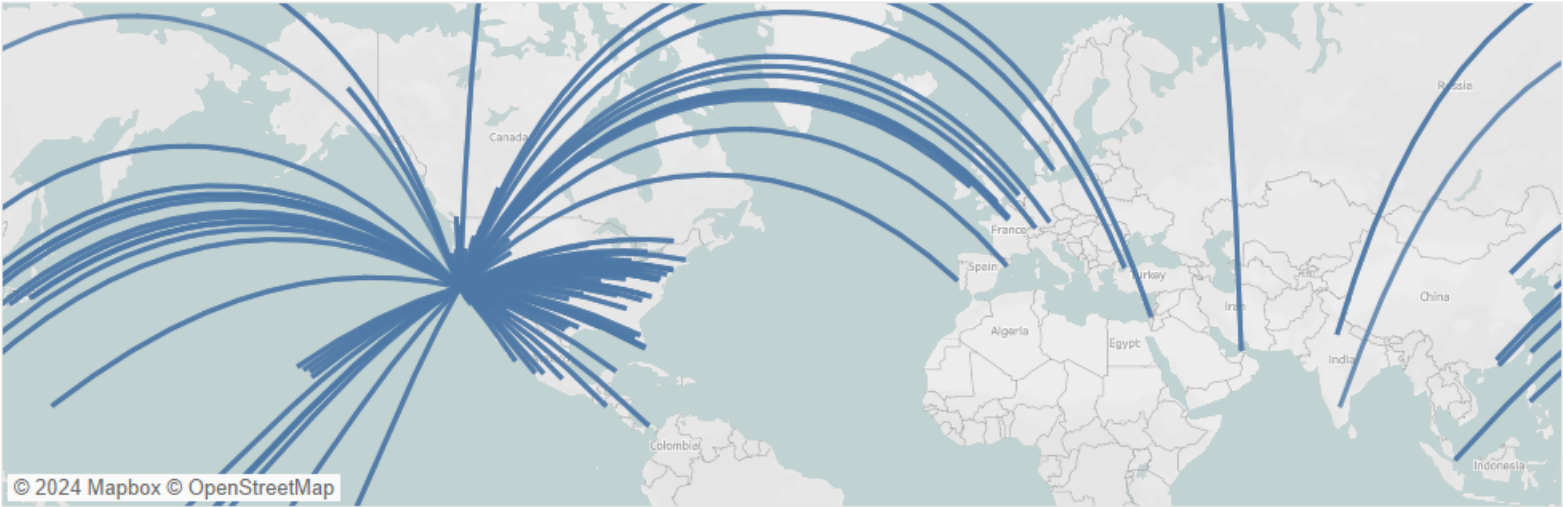 Canada
Russia
France
Spain
Turkey
China
Iran
Algeria
Egypt
India
Colombia
Indonesia
© 2024 Mapbox © OpenStreetMap